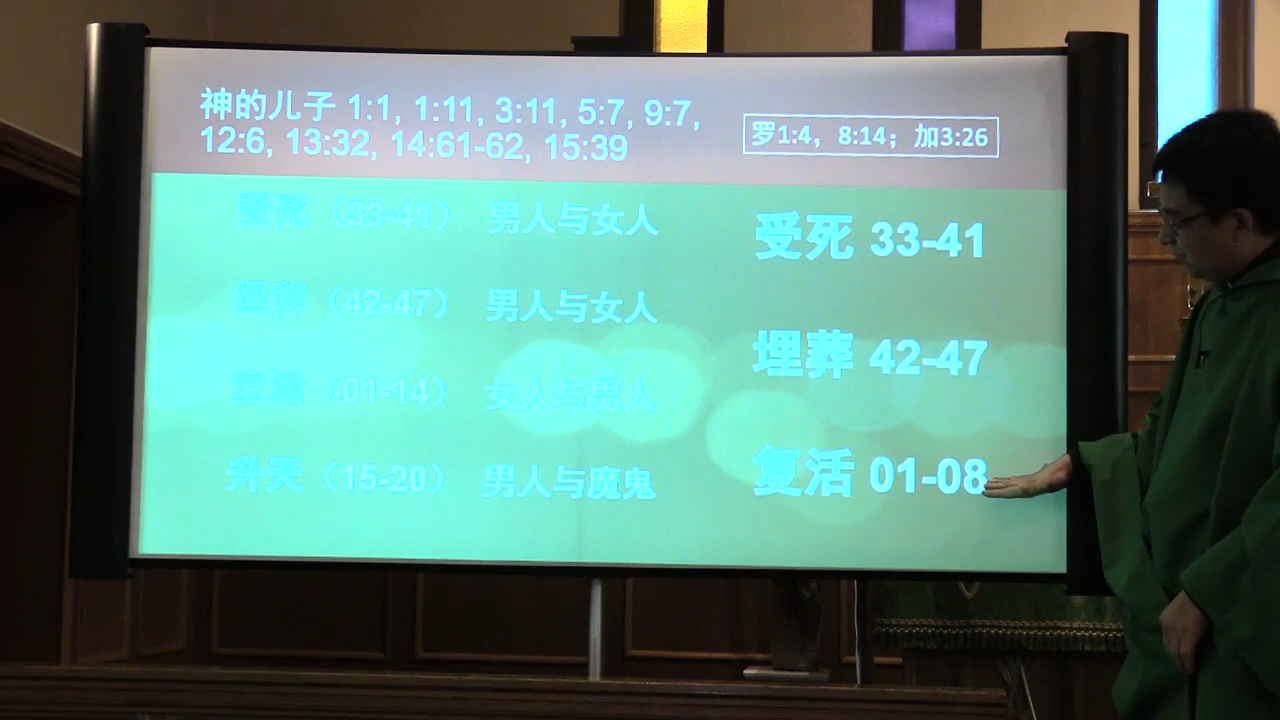 神的儿子 1:1, 1:11, 3:11, 5:7, 9:7,
12:6, 13:32, 14:61-62, 15:39
罗1:4，8:14；加3:26
受死（33-41） 男人与女人
埋葬（42-47） 男人与女人
复活（01-14） 女人与男人
升天（15-20） 男人与魔鬼
受死 33-41
埋葬 42-47
复活 01-08